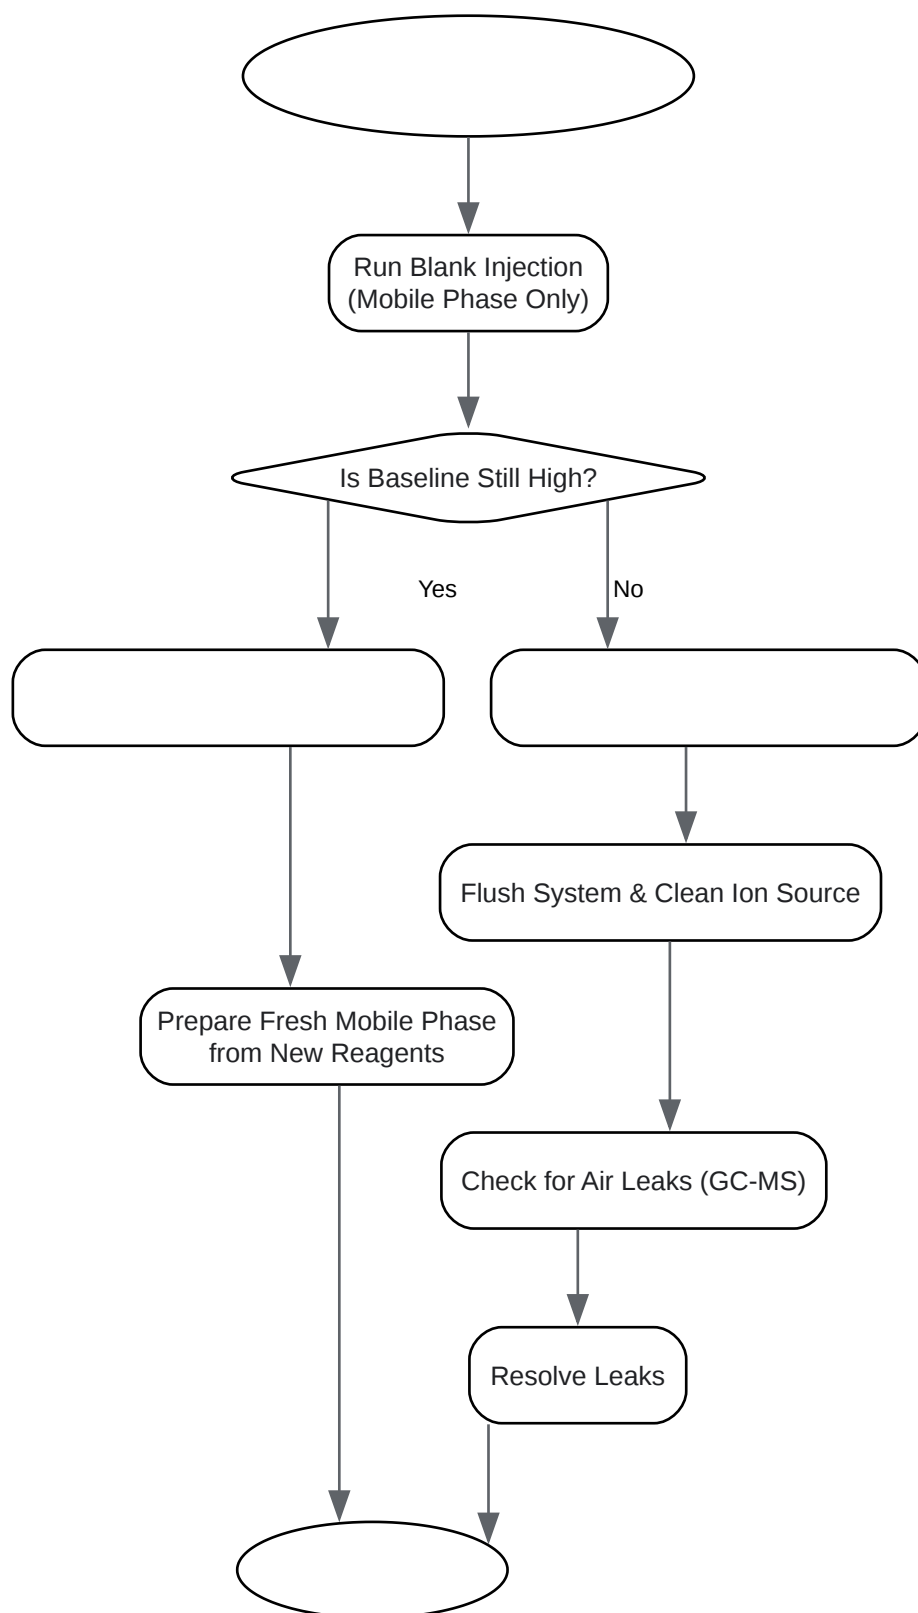 Run Blank Injection
(Mobile Phase Only)
Is Baseline Still High?
Yes
No
Flush System & Clean Ion Source
Prepare Fresh Mobile Phase
from New Reagents
Check for Air Leaks (GC-MS)
Resolve Leaks